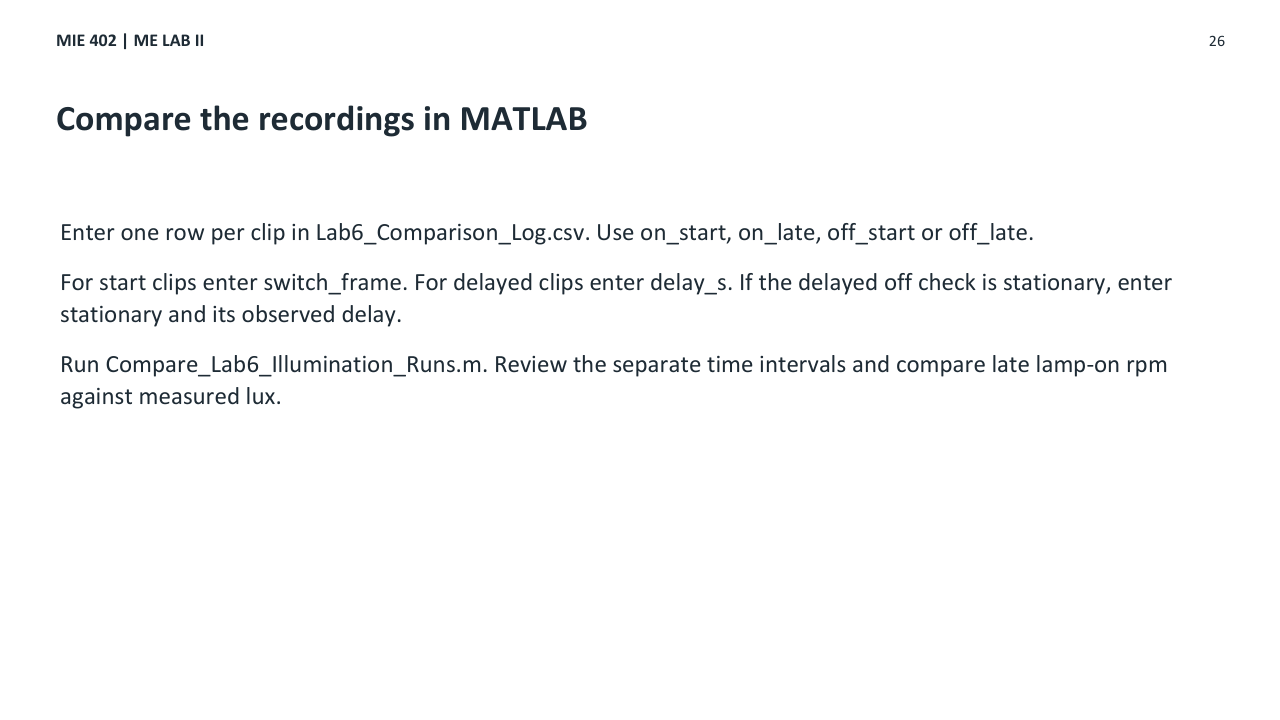 MIE 402 | ME LAB II
26
Compare the recordings in MATLAB
Enter one row per clip in Lab6_Comparison_Log.csv. Use on_start, on_late, off_start or off_late.
For start clips enter switch_frame. For delayed clips enter delay_s. If the delayed off check is stationary, enter
stationary and its observed delay.
Run Compare_Lab6_Illumination_Runs.m. Review the separate time intervals and compare late lamp-on rpm
against measured lux.